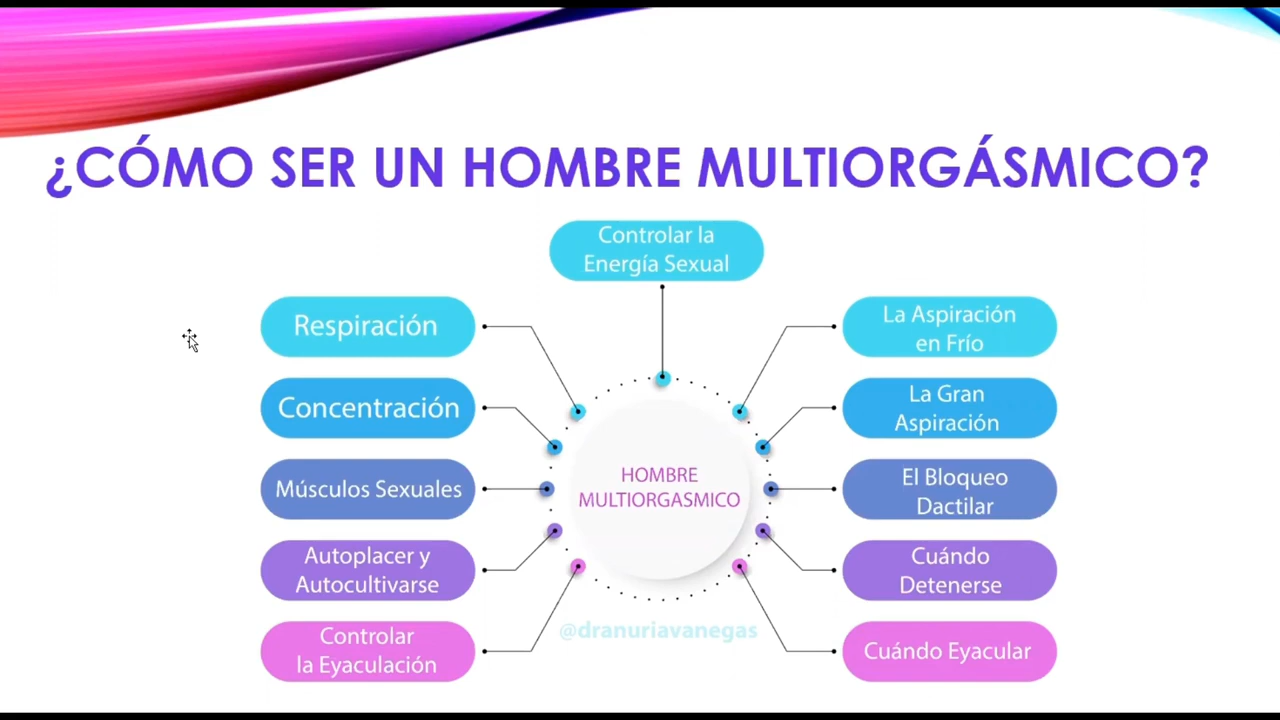 ¿CÓMO SER UN HOMBRE MULTIORGÁSMICO?
Controlar la
Energía Sexual
Respiración
Concentración
Músculos Sexuales
Autoplacer y
Autocultivarse
Controlar
la Eyaculación
HOMBRE
MULTIORGASMICO
La Aspiración
en Frío
La Gran
Aspiración
El Bloqueo
Dactilar
Cuándo
Detenerse
Cuándo Eyacular
@dranuriavanegas